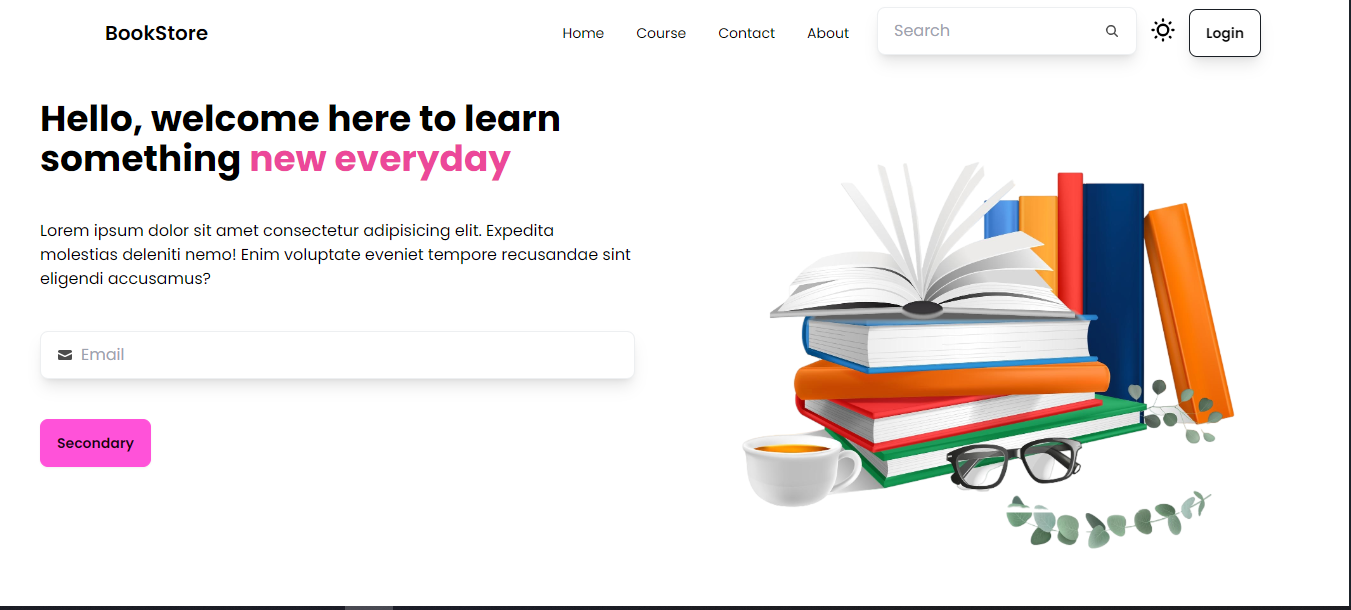 BookStore
Home
Course
Contact
About
Search
Login
Hello, welcome here to learn
something new everyday
Lorem ipsum dolor sit amet consectetur adipisicing elit. Expedita
molestias deleniti nemo! Enim voluptate eveniet tempore recusandae sint
eligendi accusamus?
Email
Secondary